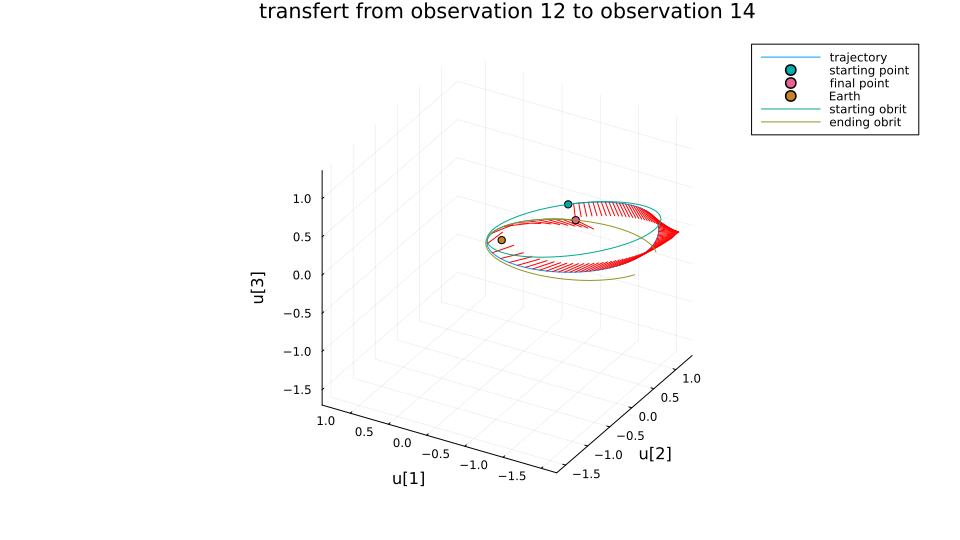 transfert from observation 12 to observation 14
trajectory
starting point
final point
Earth
starting obrit
ending obrit
1.0
0.5
0.0
−0.5
−1.0
−1.5
u[3]
1.0
0.5
0.0
−0.5
−1.0
−1.5
u[1]
1.0
0.5
0.0
−0.5
−1.0
−1.5
u[2]